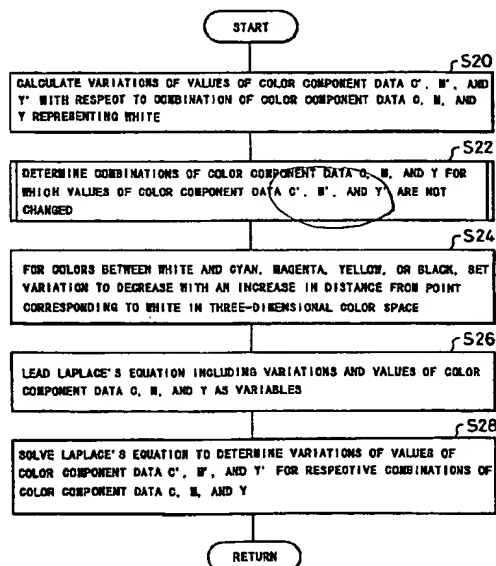 START
S20
CALCULATE VARIATIONS OF VALUES OF COLOR COMPONENT DATA C', M', AND
Y' WITH RESPECT TO COMBINATION OF COLOR COMPONENT DATA C, M, AND
Y REPRESENTING WHITE
S22
DETERMINE COMBINATIONS OF COLOR COMPONENT DATA C, M, AND Y FOR
WHICH VALUES OF COLOR COMPONENT DATA C', M', AND Y' ARE NOT
CHANGED
S24
FOR COLORS BETWEEN WHITE AND CYAN, MAGENTA, YELLOW, OR BLACK, SET
VARIATION TO DECREASE WITH AN INCREASE IN DISTANCE FROM POINT
CORRESPONDING TO WHITE IN THREE-DIMENSIONAL COLOR SPACE
S26
LEAD LAPLACE'S EQUATION INCLUDING VARIATIONS AND VALUES OF COLOR
COMPONENT DATA C, M, AND Y AS VARIABLES
S28
SOLVE LAPLACE'S EQUATION TO DETERMINE VARIATIONS OF VALUES OF
COLOR COMPONENT DATA C', M', AND Y' FOR RESPECTIVE COMBINATIONS OF
COLOR COMPONENT DATA C, M, AND Y
RETURN